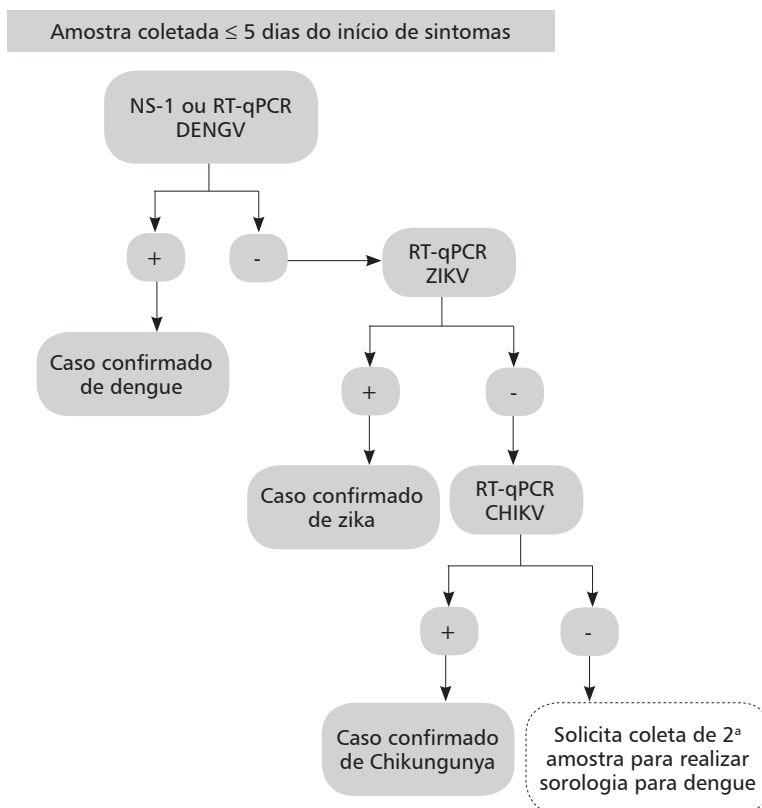 Amostra coletada ≤ 5 dias do início de sintomas
NS-1 ou RT-qPCR
DENGV
+
-
RT-qPCR
ZIKV
Caso confirmado
de dengue
+
-
Caso confirmado
de zika
RT-qPCR
CHIKV
+
-
Caso confirmado
de Chikungunya
Solicita coleta de 2ª
amostra para realizar
sorologia para dengue